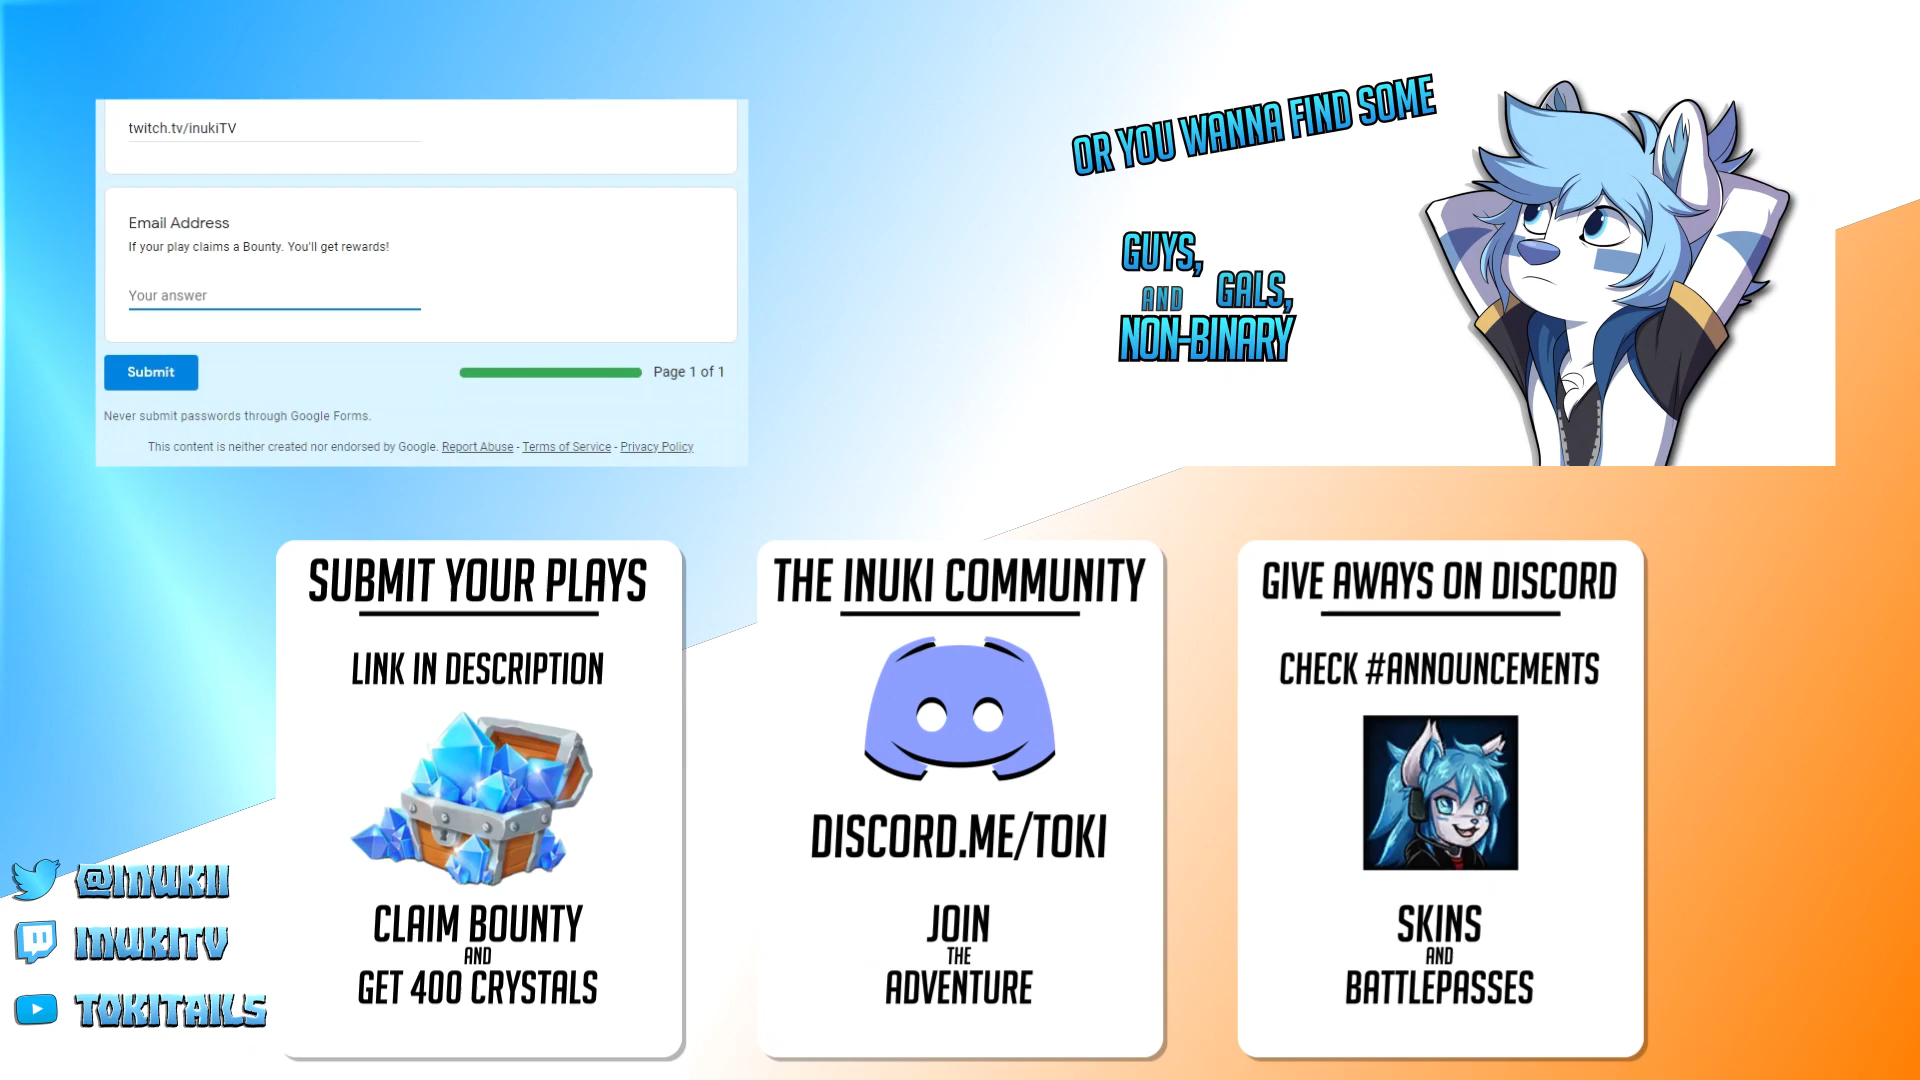 twitch.tv/inukiTV
Email Address
If your play claims a Bounty. You'll get rewards!
Your answer
Submit
Page 1 of 1
Never submit passwords through Google Forms.
This content is neither created nor endorsed by Google. Report Abuse - Terms of Service - Privacy Policy
OR YOU WANNA FIND SOME
GUYS,
GALS,
AND
NON-BINARY
SUBMIT YOUR PLAYS
LINK IN DESCRIPTION
CLAIM BOUNTY
AND
GET 400 CRYSTALS
THE INUKI COMMUNITY
DISCORD.ME/TOKI
JOIN
THE
ADVENTURE
GIVE AWAYS ON DISCORD
CHECK #ANNOUNCEMENTS
SKINS
AND
BATTLEPASSES
@INUKII
INUKITV
TOKITAILS